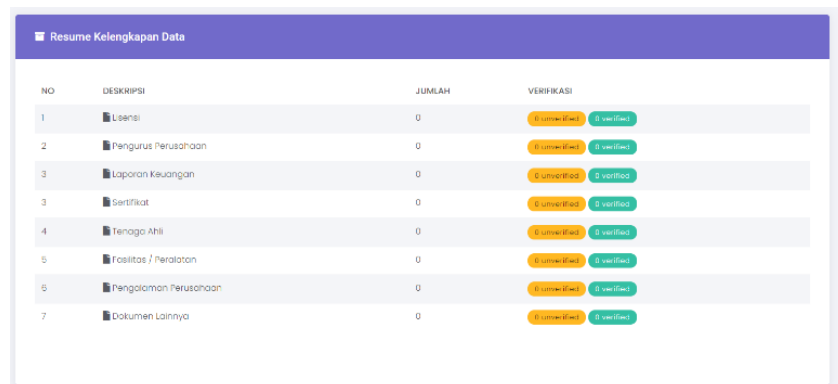 Resume Kelengkapan Data
NO DESKRIPSI JUMLAH VERIFIKASI
1 Lisensi 0 0 unverified 0 verified
2 Pengurus Perusahaan 0 0 unverified 0 verified
3 Laporan Keuangan 0 0 unverified 0 verified
3 Sertifikat 0 0 unverified 0 verified
4 Tenaga Ahli 0 0 unverified 0 verified
5 Fasilitas / Peralatan 0 0 unverified 0 verified
6 Pengalaman Perusahaan 0 0 unverified 0 verified
7 Dokumen Lainnya 0 0 unverified 0 verified